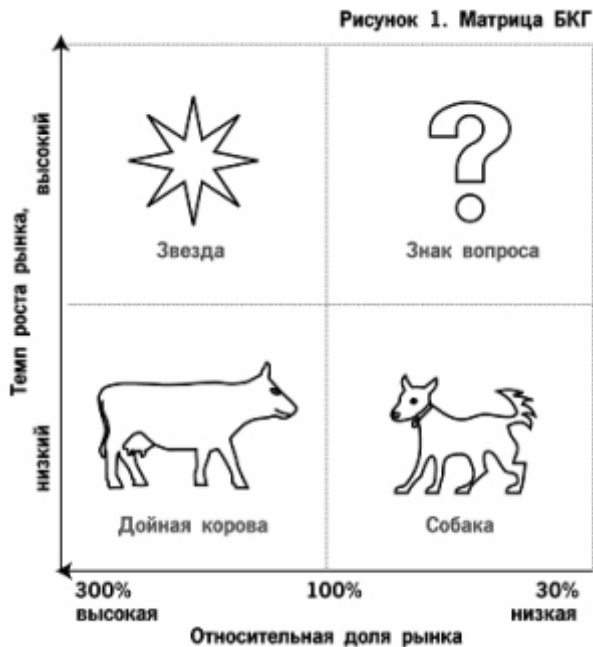 Рисунок 1. Матрица БКГ
Темп роста рынка,
высокий
низкий
Звезда
Знак вопроса
Дойная корова
Собака
300%
100%
30%
высокая
низкая
Относительная доля рынка